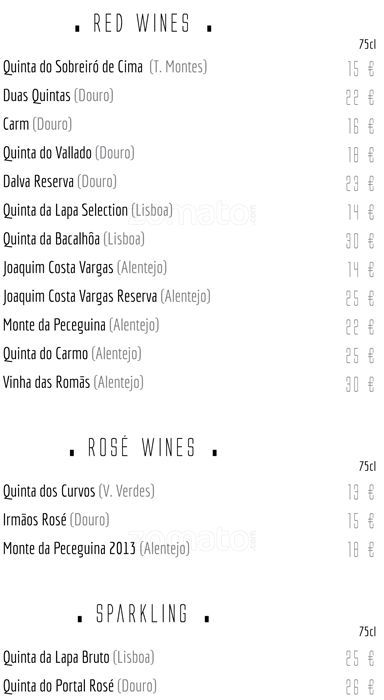 . RED WINES .
75cl
Quinta do Sobreiró de Cima (T. Montes) 15 €
Duas Quintas (Douro) 22 €
Carm (Douro) 16 €
Quinta do Vallado (Douro) 18 €
Dalva Reserva (Douro) 23 €
Quinta da Lapa Selection (Lisboa) 14 €
zomato.com
Quinta da Bacalhôa (Lisboa) 30 €
Joaquim Costa Vargas (Alentejo) 14 €
Joaquim Costa Vargas Reserva (Alentejo) 25 €
Monte da Peceguina (Alentejo) 22 €
Quinta do Carmo (Alentejo) 25 €
Vinha das Romãs (Alentejo) 30 €
. ROSÉ WINES .
75cl
Quinta dos Curvos (V. Verdes) 13 €
Irmãos Rosé (Douro) 15 €
zomato.com
Monte da Peceguina 2013 (Alentejo) 18 €
. SPARKLING .
75cl
Quinta da Lapa Bruto (Lisboa) 25 €
Quinta do Portal Rosé (Douro) 26 €